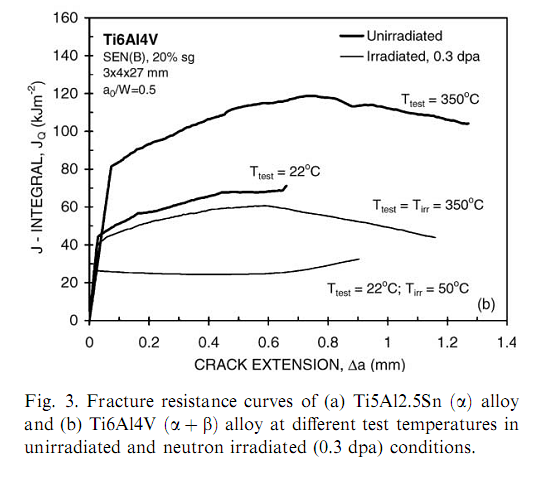 160
140
120
100
80
60
40
20
0
J - INTEGRAL, J_Q (kJm⁻²)
Ti6Al4V
SEN(B), 20% sg
3x4x27 mm
a₀/W=0.5
Unirradiated
Irradiated, 0.3 dpa
T_test = 350°C
T_test = 22°C
T_test = T_irr = 350°C
T_test = 22°C; T_irr = 50°C
(b)
0 0.2 0.4 0.6 0.8 1 1.2 1.4
CRACK EXTENSION, Δa (mm)
Fig. 3. Fracture resistance curves of (a) Ti5Al2.5Sn (α) alloy
and (b) Ti6Al4V (α + β) alloy at different test temperatures in
unirradiated and neutron irradiated (0.3 dpa) conditions.